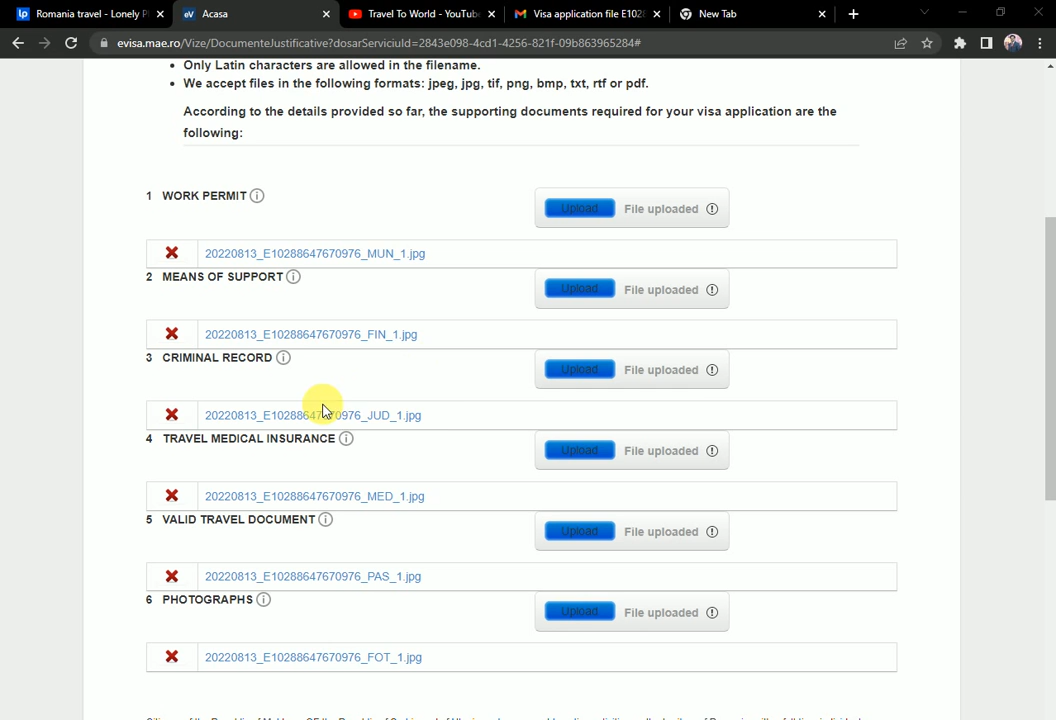 Romania travel - Lonely P
Acasa
Travel To World - YouTube
Visa application file E1028
New Tab
evisa.mae.ro/Vize/DocumenteJustificative?dosarServiciuId=2843e098-4cd1-4256-821f-09b863965284#
• Only Latin characters are allowed in the filename.
• We accept files in the following formats: jpeg, jpg, tif, png, bmp, txt, rtf or pdf.
According to the details provided so far, the supporting documents required for your visa application are the
following:
1 WORK PERMIT
Upload File uploaded
20220813_E10288647670976_MUN_1.jpg
2 MEANS OF SUPPORT
Upload File uploaded
20220813_E10288647670976_FIN_1.jpg
3 CRIMINAL RECORD
Upload File uploaded
20220813_E10288647670976_JUD_1.jpg
4 TRAVEL MEDICAL INSURANCE
Upload File uploaded
20220813_E10288647670976_MED_1.jpg
5 VALID TRAVEL DOCUMENT
Upload File uploaded
20220813_E10288647670976_PAS_1.jpg
6 PHOTOGRAPHS
Upload File uploaded
20220813_E10288647670976_FOT_1.jpg